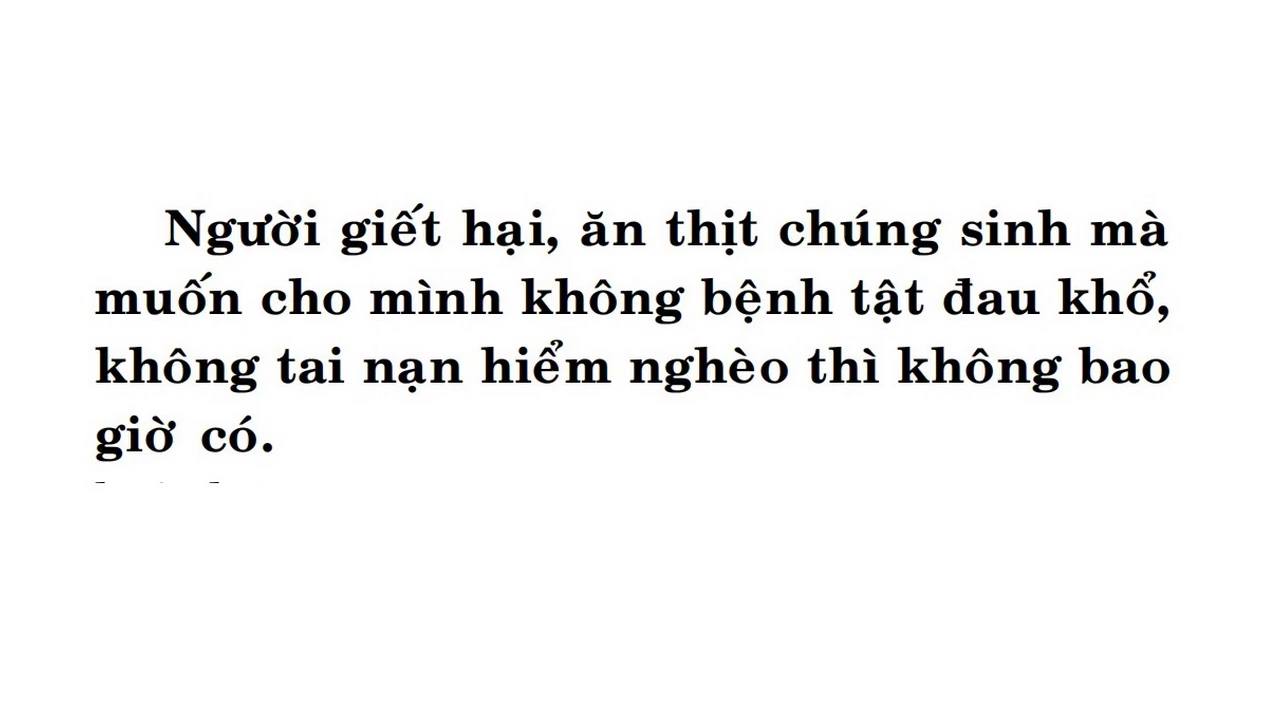 Người giết hại, ăn thịt chúng sinh mà
muốn cho mình không bệnh tật đau khổ,
không tai nạn hiểm nghèo thì không bao
giờ có.